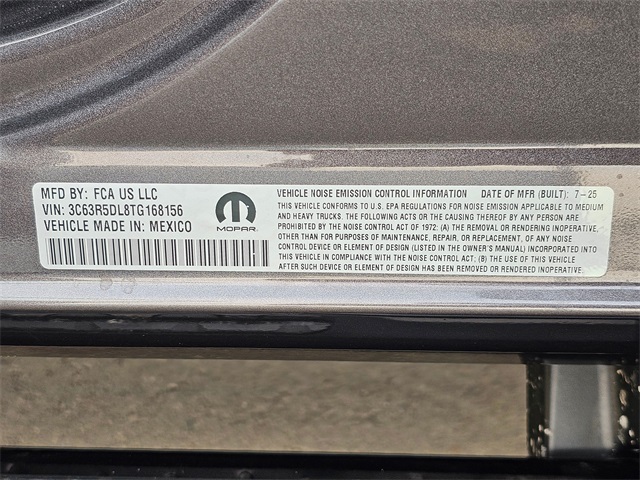 MFD BY: FCA US LLC
VIN: 3C63R5DL8TG168156
VEHICLE MADE IN: MEXICO
MOPAR
VEHICLE NOISE EMISSION CONTROL INFORMATION DATE OF MFR (BUILT): 7-25
THIS VEHICLE CONFORMS TO U.S. EPA REGULATIONS FOR NOISE EMISSION APPLICABLE TO MEDIUM
AND HEAVY TRUCKS. THE FOLLOWING ACTS OR THE CAUSING THEREOF BY ANY PERSON ARE
PROHIBITED BY THE NOISE CONTROL ACT OF 1972: (A) THE REMOVAL OR RENDERING INOPERATIVE,
OTHER THAN FOR PURPOSES OF MAINTENANCE, REPAIR, OR REPLACEMENT, OF ANY NOISE
CONTROL DEVICE OR ELEMENT OF DESIGN (LISTED IN THE OWNER'S MANUAL) INCORPORATED INTO
THIS VEHICLE IN COMPLIANCE WITH THE NOISE CONTROL ACT; (B) THE USE OF THIS VEHICLE
AFTER SUCH DEVICE OR ELEMENT OF DESIGN HAS BEEN REMOVED OR RENDERED INOPERATIVE.